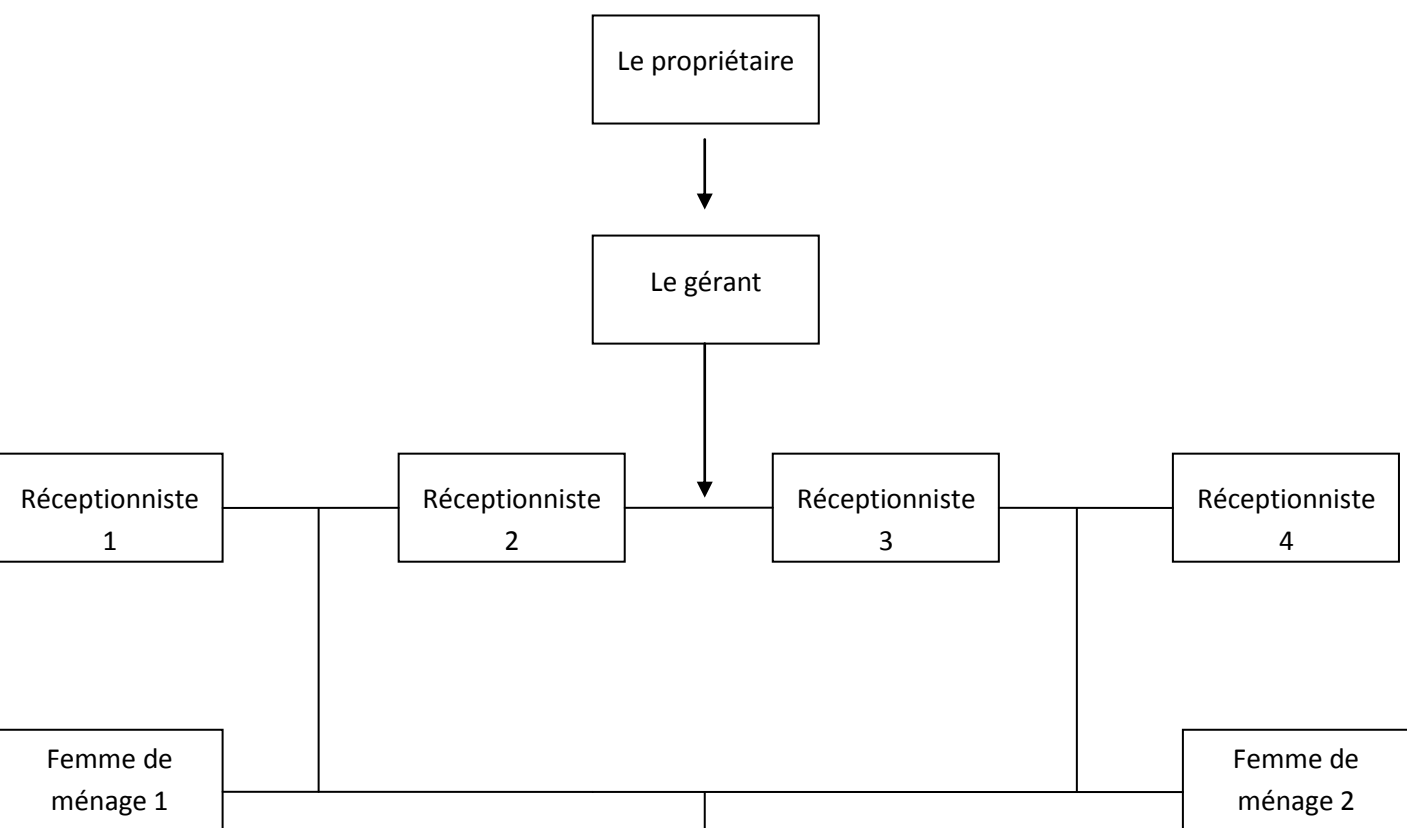 Le propriétaire
Le gérant
Réceptionniste
1
Réceptionniste
2
Réceptionniste
3
Réceptionniste
4
Femme de
ménage 1
Femme de
ménage 2